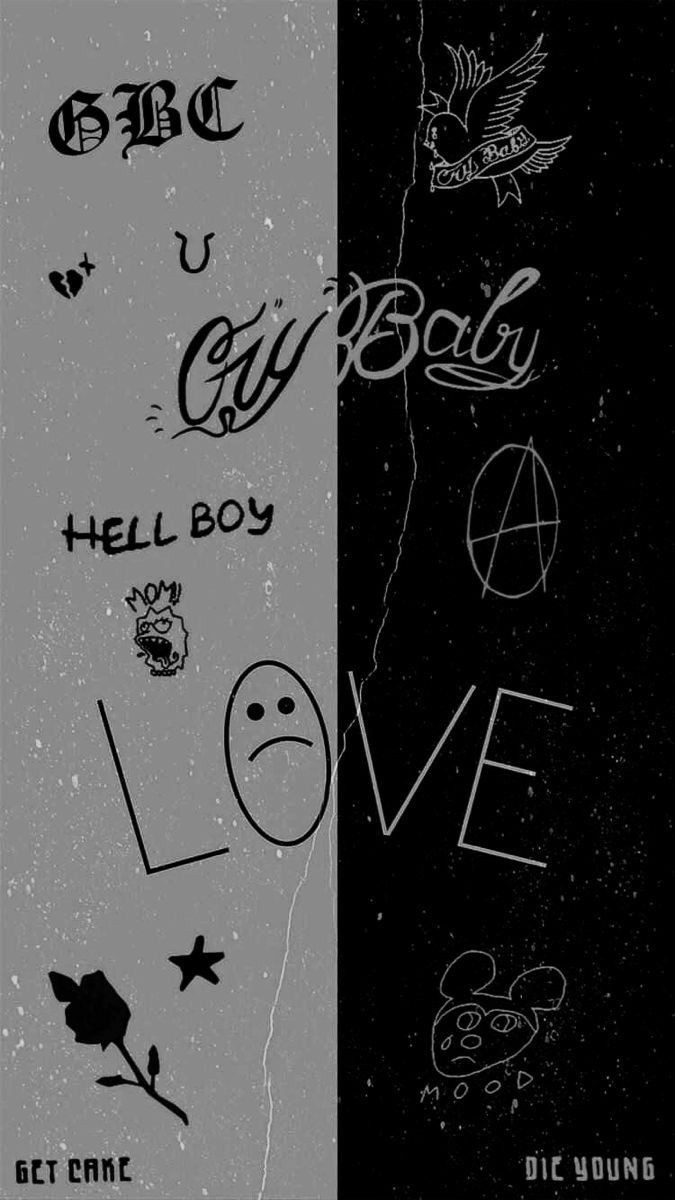 GBC
Cry Baby
Cry Baby
HELL BOY
MOM!!
LOVE
MOOD
GET CAKE
DIE YOUNG